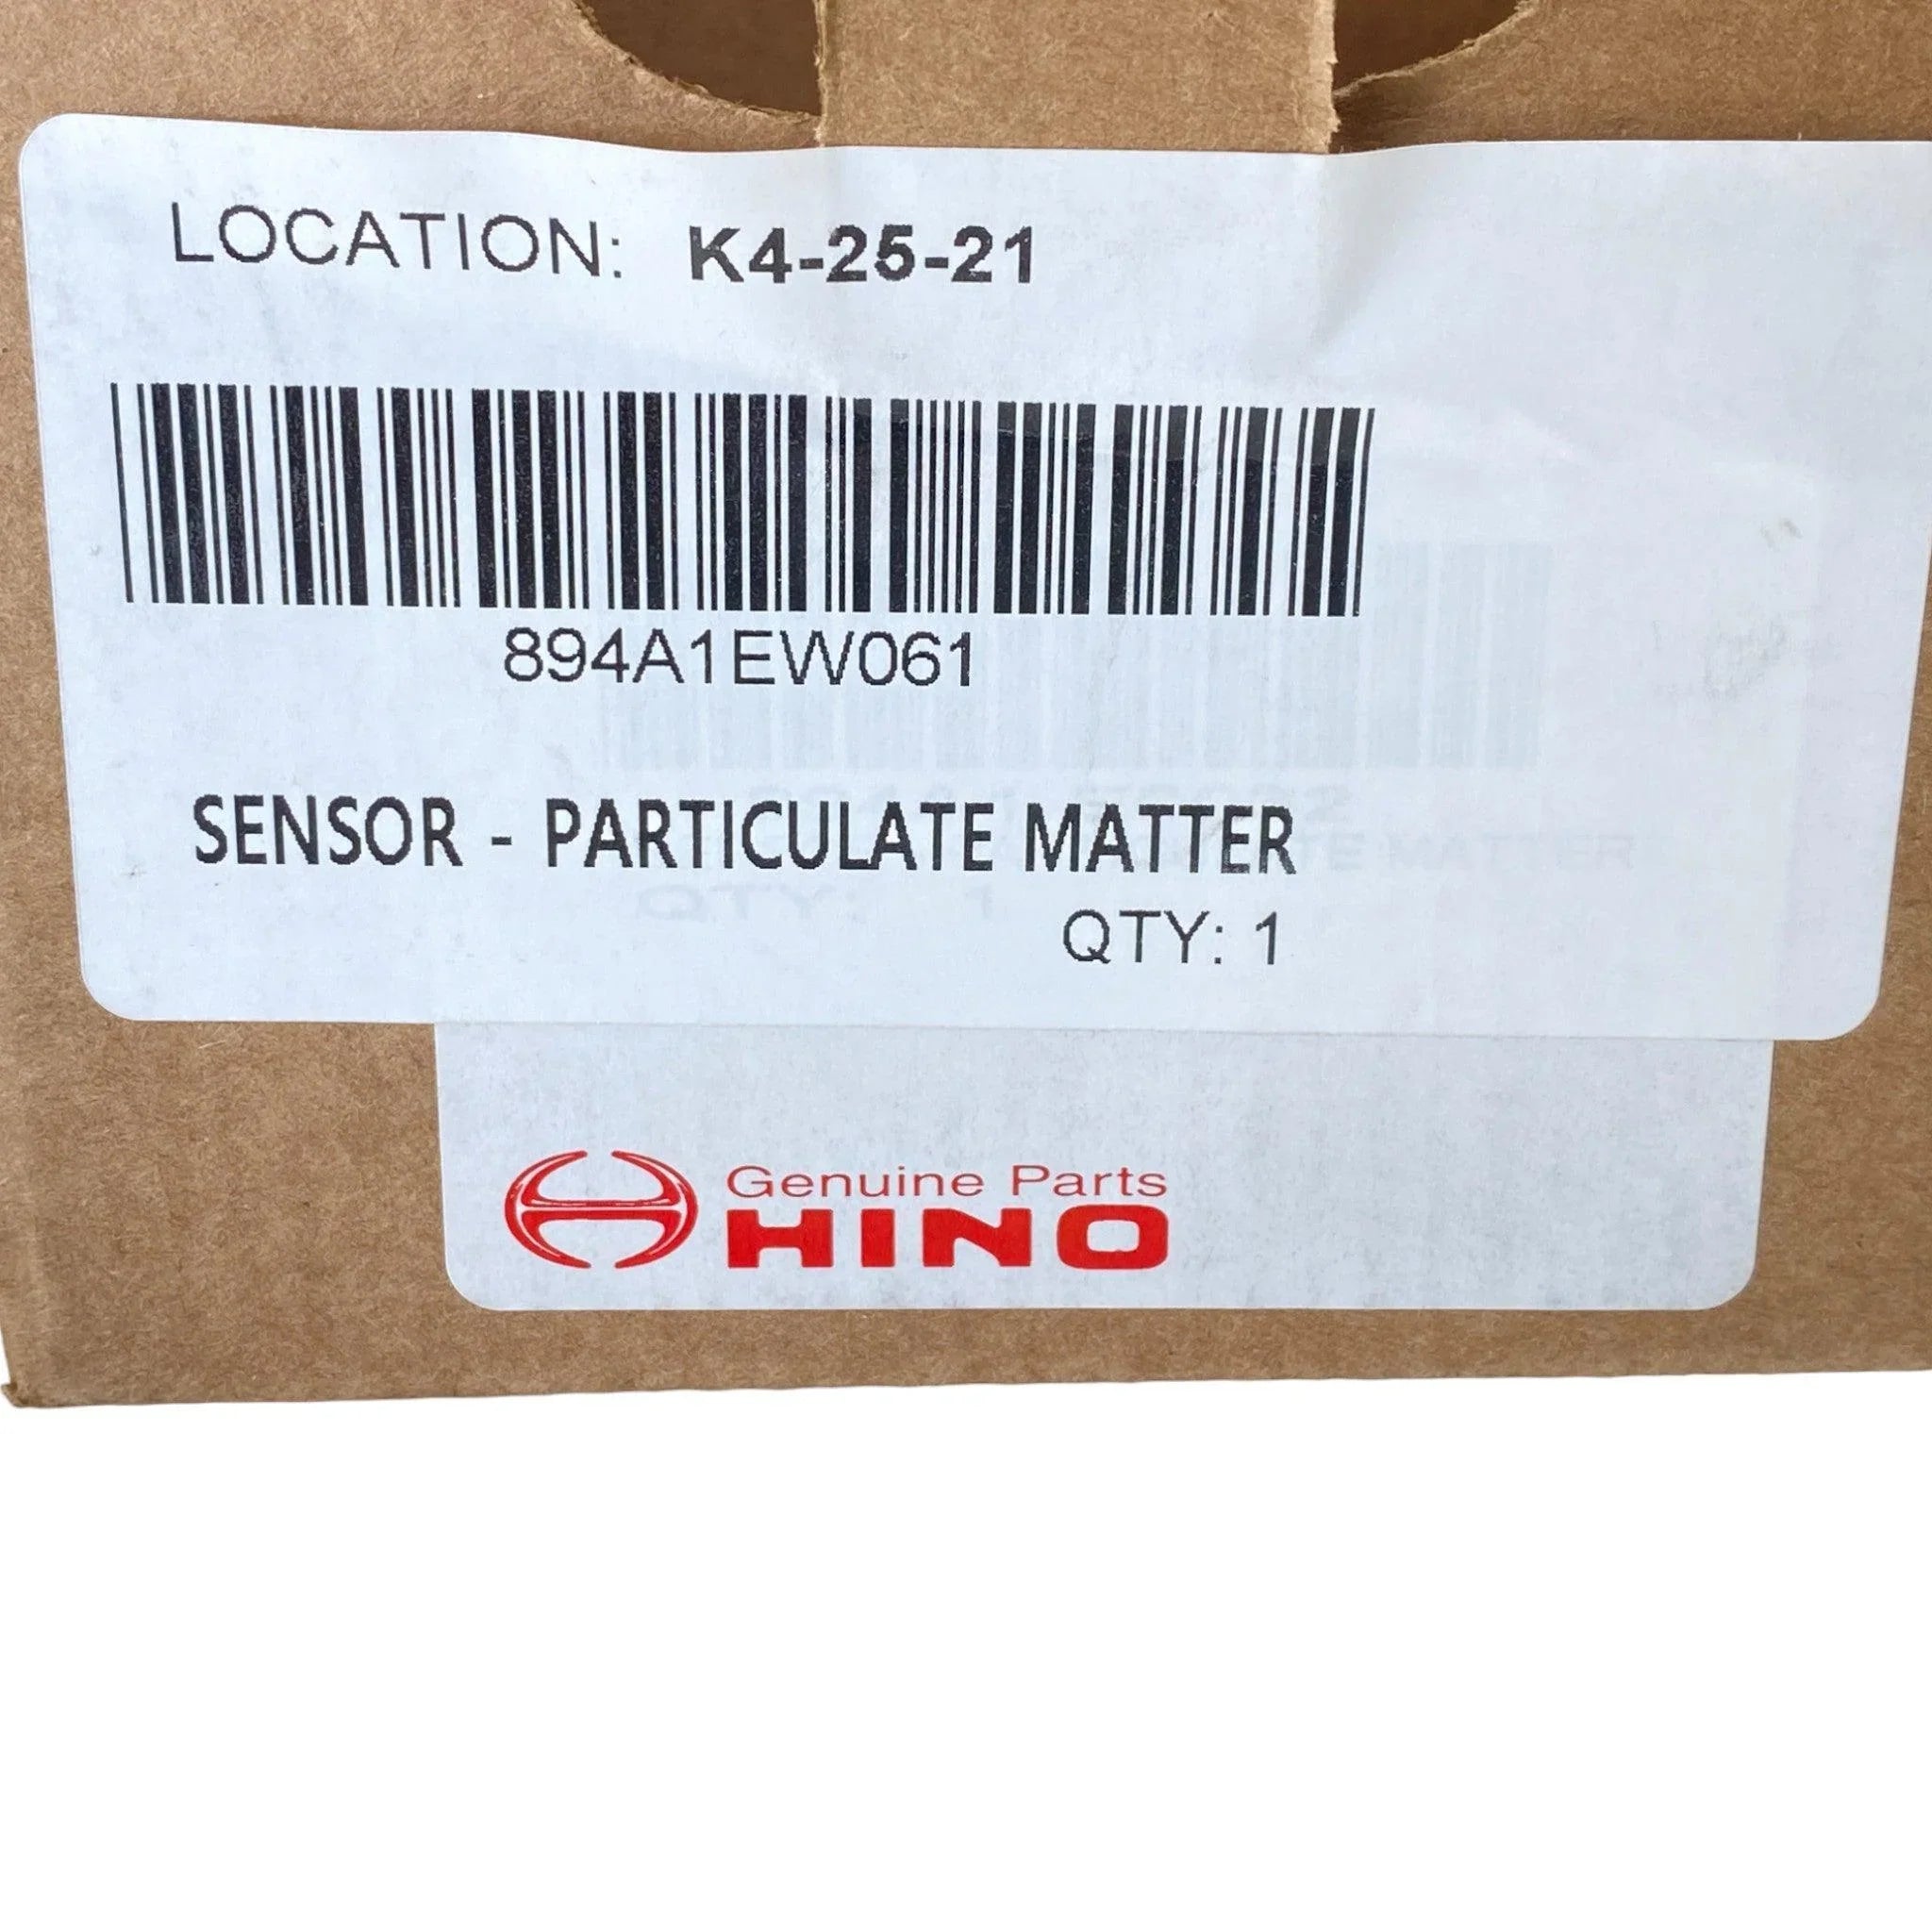 LOCATION: K4-25-21
894A1EW061
SENSOR - PARTICULATE MATTER
QTY: 1
Genuine Parts
HINO